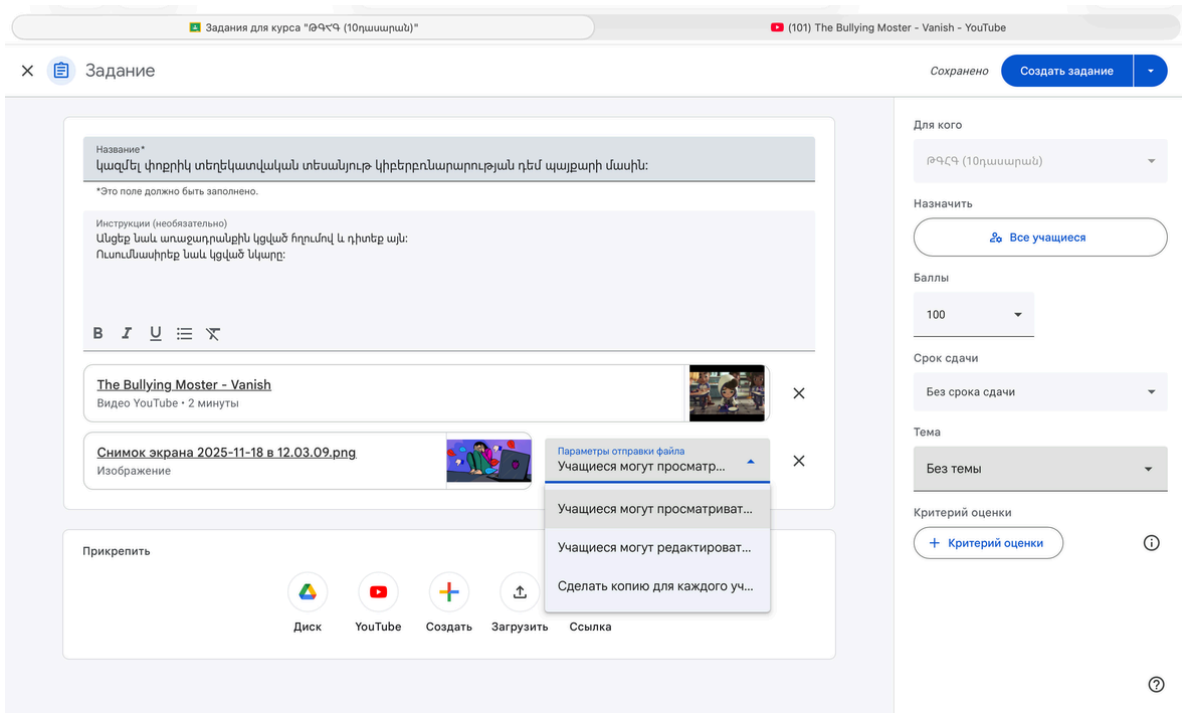 Задания для курса "ԹԳՀԳ (10դասարան)"
(101) The Bullying Moster - Vanish - YouTube
Задание
Сохранено
Создать задание
Название*
կազմել փոքրիկ տեղեկատվական տեսանյութ կիբերբռնարարության դեմ պայքարի մասին:
*Это поле должно быть заполнено.
Инструкции (необязательно)
Անցեք նաև առաջադրանքին կցված հղումով և դիտեք այն:
Ուսումնասիրեք նաև կցված նկարը:
B I U
The Bullying Moster - Vanish
Видео YouTube • 2 минуты
Снимок экрана 2025-11-18 в 12.03.09.png
Изображение
Параметры отправки файла
Учащиеся могут просматр...
Учащиеся могут просматриват...
Учащиеся могут редактироват...
Сделать копию для каждого уч...
Прикрепить
Диск
YouTube
Создать
Загрузить
Ссылка
Для кого
ԹԳՀԳ (10դասարան)
Назначить
Все учащиеся
Баллы
100
Срок сдачи
Без срока сдачи
Тема
Без темы
Критерий оценки
+ Критерий оценки